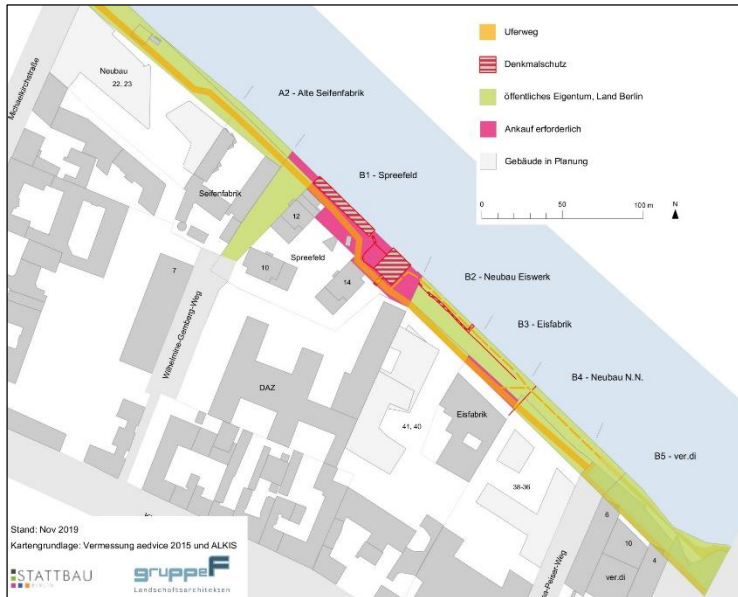 Uferweg
Denkmalschutz
öffentliches Eigentum, Land Berlin
Ankauf erforderlich
Gebäude in Planung
0 50 100 m
N
Michaelkirchstraße
Neubau
22, 23
A2 - Alte Seifenfabrik
B1 - Spreefeld
Seifenfabrik
12
Spreefeld
10
14
7
Wilhelmine-Gemberg-Weg
B2 - Neubau Eiswerk
B3 - Eisfabrik
B4 - Neubau N.N.
DAZ
Eisfabrik
41, 40
B5 - ver.di
38-36
6
10
4
ver.di
-Peiser-Weg
Stand: Nov 2019
Kartengrundlage: Vermessung aedvice 2015 und ALKIS
STATTBAU
BERLIN
gruppeF
Landschaftsarchitekten